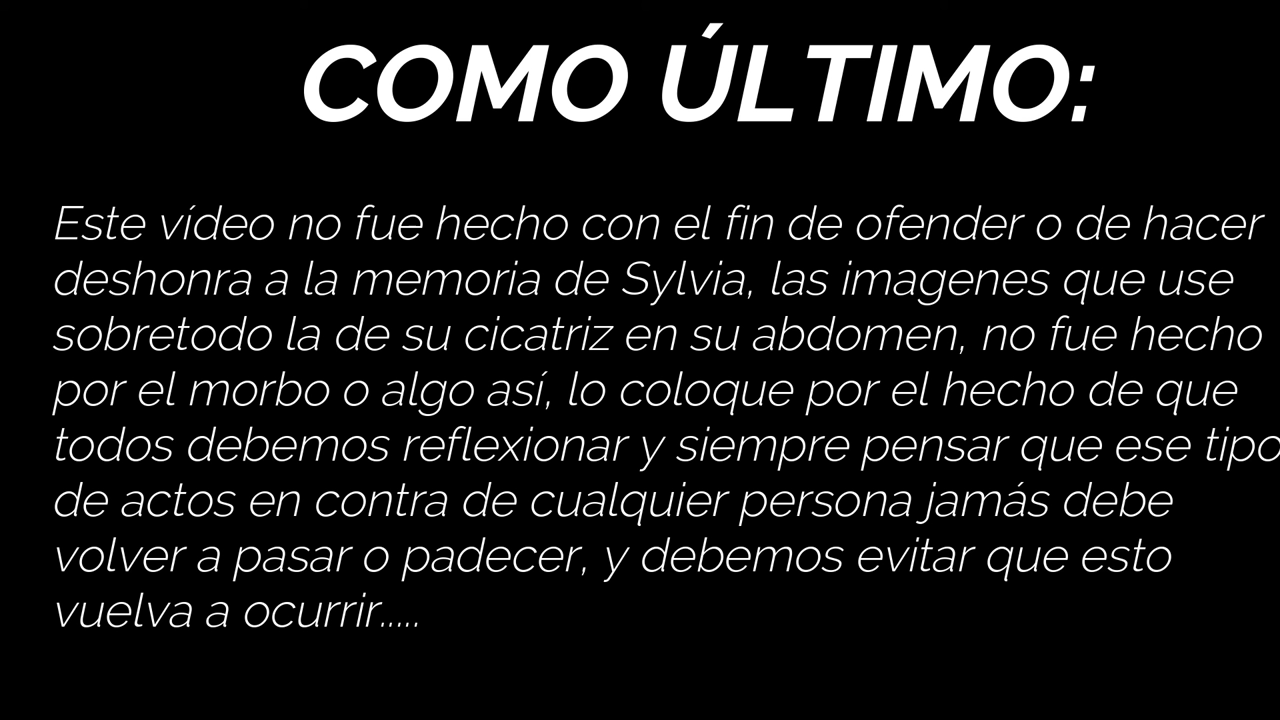 COMO ÚLTIMO:
Este vídeo no fue hecho con el fin de ofender o de hacer
deshonra a la memoria de Sylvia, las imagenes que use
sobretodo la de su cicatriz en su abdomen, no fue hecho
por el morbo o algo así, lo coloque por el hecho de que
todos debemos reflexionar y siempre pensar que ese tipo
de actos en contra de cualquier persona jamás debe
volver a pasar o padecer, y debemos evitar que esto
vuelva a ocurrir.....